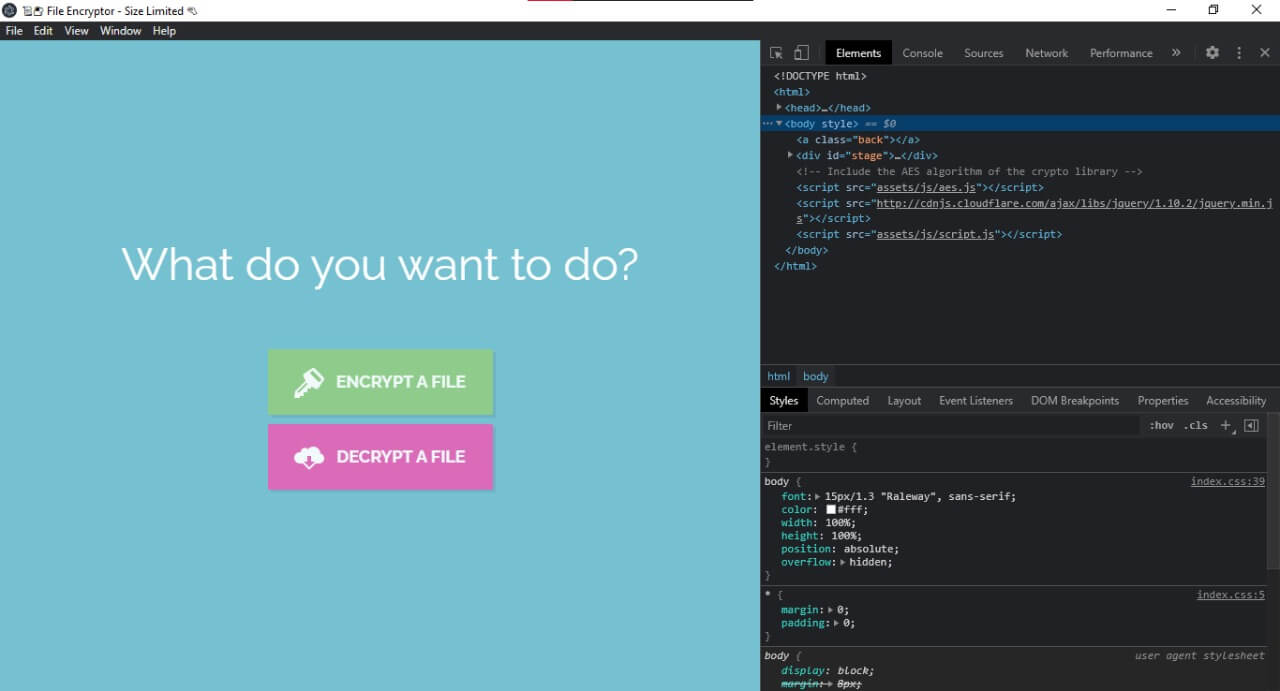 File Encryptor - Size Limited
File Edit View Window Help
What do you want to do?
ENCRYPT A FILE
DECRYPT A FILE
Elements Console Sources Network Performance »
<!DOCTYPE html>
<html>
<head>…</head>
<body style> == $0
<a class="back"></a>
<div id="stage">…</div>
<!-- Include the AES algorithm of the crypto library -->
<script src="assets/js/aes.js"></script>
<script src="http://cdnjs.cloudflare.com/ajax/libs/jquery/1.10.2/jquery.min.j
s"></script>
<script src="assets/js/script.js"></script>
</body>
</html>
html body
Styles Computed Layout Event Listeners DOM Breakpoints Properties Accessibility
Filter :hov .cls +
element.style {
}
body { index.css:39
font: 15px/1.3 "Raleway", sans-serif;
color: #fff;
width: 100%;
height: 100%;
position: absolute;
overflow: hidden;
}
* { index.css:5
margin: 0;
padding: 0;
}
body { user agent stylesheet
display: block;
margin: 8px;